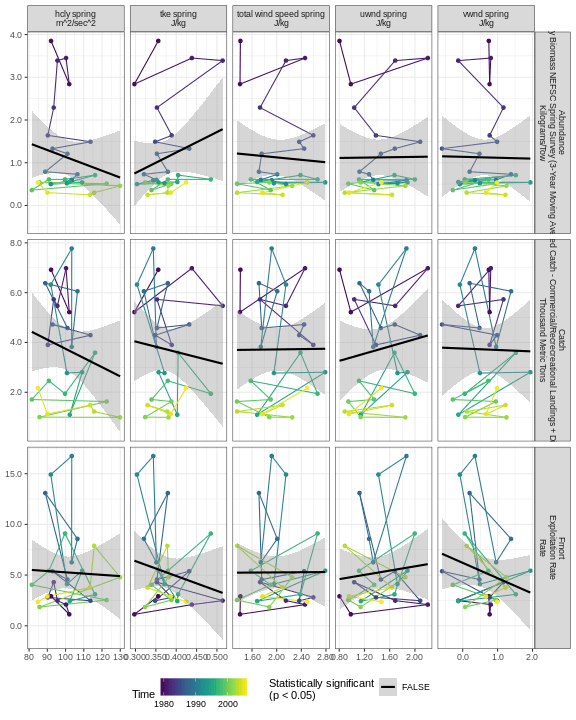 hcly spring
m^2/sec^2
tke spring
J/kg
total wind speed spring
J/kg
uwnd spring
J/kg
vwnd spring
J/kg
4.0
3.0
2.0
1.0
0.0
Abundance
y Biomass NEFSC Spring Survey (3-Year Moving Ave
Kilograms/Tow
8.0
6.0
4.0
2.0
Catch
ed Catch - Commercial/Recreational Landings + D
Thousand Metric Tons
15.0
10.0
5.0
0.0
Fmort
Exploitation Rate
Rate
80 90 100 110 120 130
0.300 0.350 0.400 0.450 0.500
1.60 2.00 2.40 2.80
0.80 1.20 1.60 2.00
0.0 1.0 2.0
Time
1980 1990 2000
Statistically significant
(p < 0.05)
FALSE